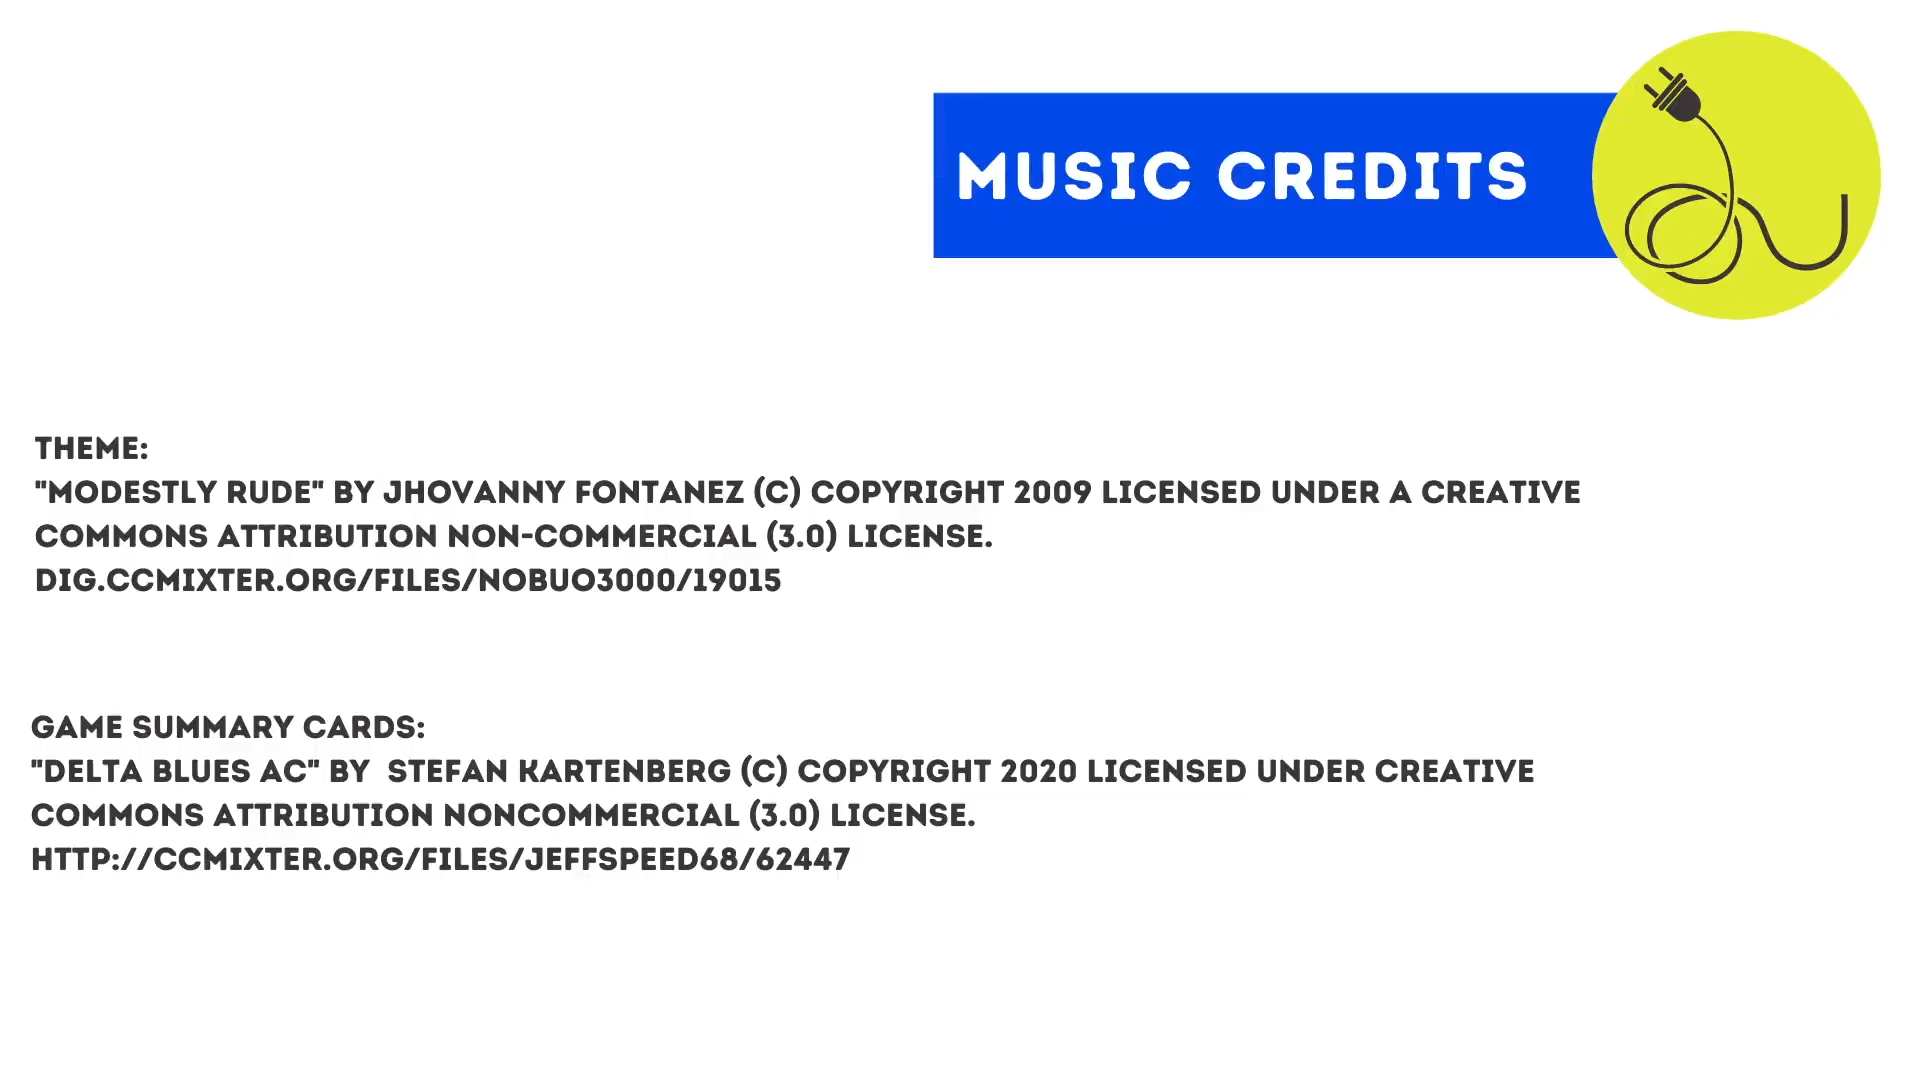 MUSIC CREDITS
THEME:
"MODESTLY RUDE" BY JHOVANNY FONTANEZ (C) COPYRIGHT 2009 LICENSED UNDER A CREATIVE
COMMONS ATTRIBUTION NON-COMMERCIAL (3.0) LICENSE.
DIG.CCMIXTER.ORG/FILES/NOBUO3000/19015
GAME SUMMARY CARDS:
"DELTA BLUES AC" BY  STEFAN KARTENBERG (C) COPYRIGHT 2020 LICENSED UNDER CREATIVE
COMMONS ATTRIBUTION NONCOMMERCIAL (3.0) LICENSE.
HTTP://CCMIXTER.ORG/FILES/JEFFSPEED68/62447